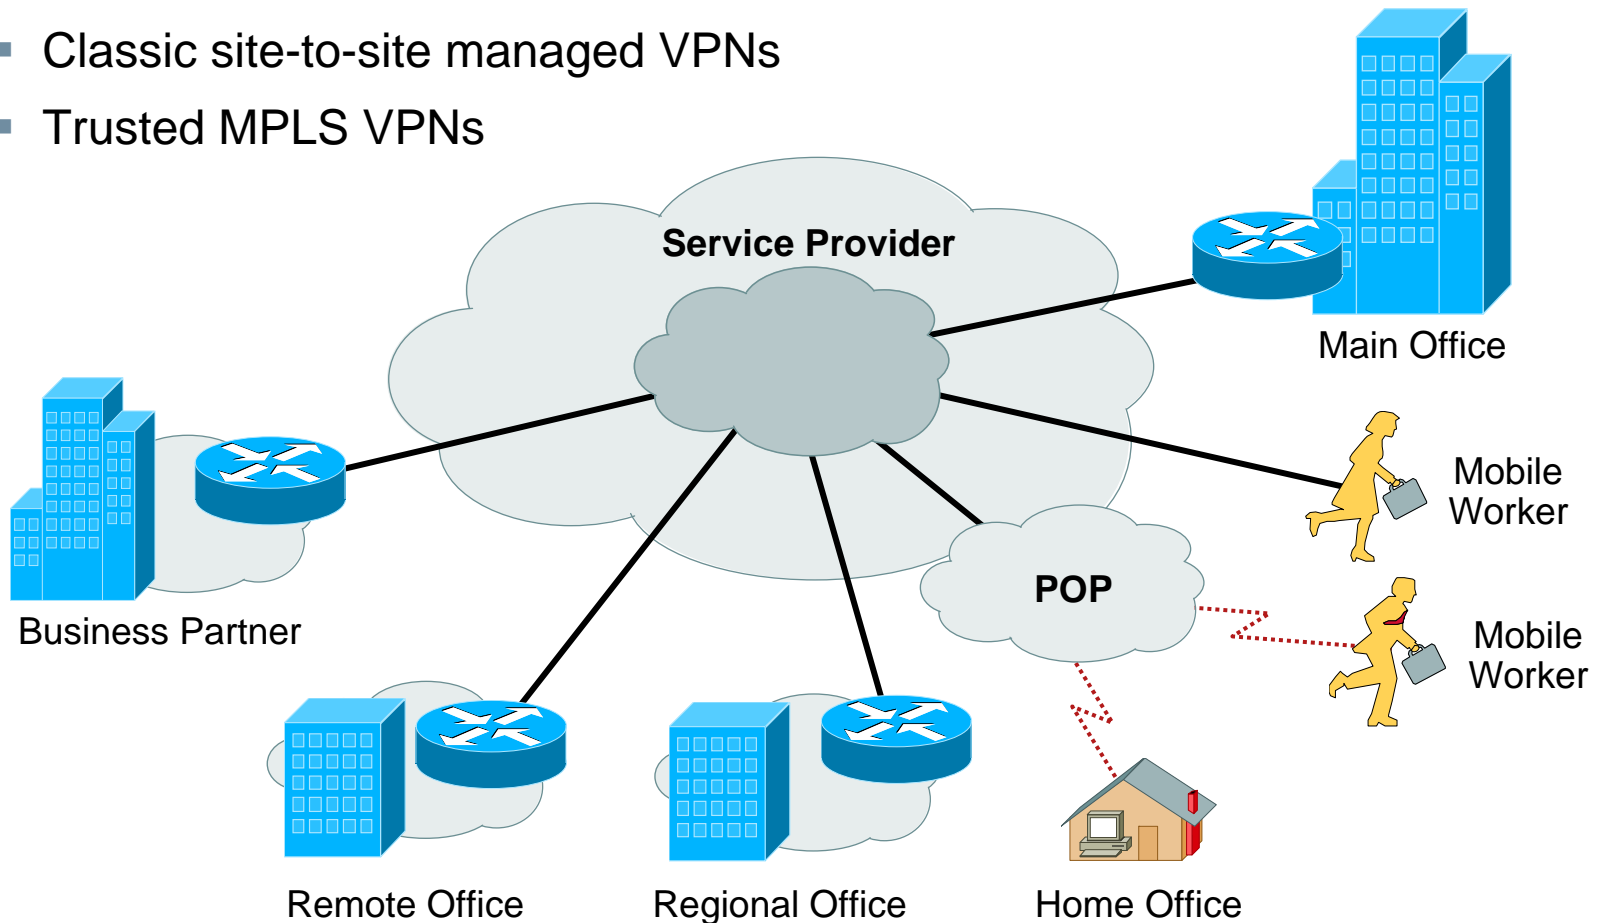 Classic site-to-site managed VPNs
Trusted MPLS VPNs
Service Provider
Main Office
Mobile
Worker
POP
Business Partner
Mobile
Worker
Remote Office
Regional Office
Home Office